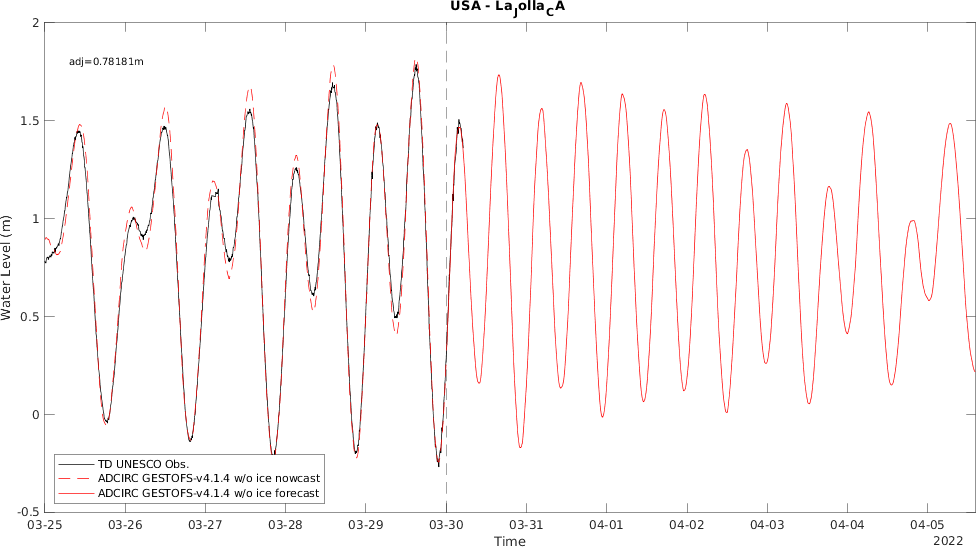 USA - LaJollaCA
adj=0.78181m
Water Level (m)
2
1.5
1
0.5
0
-0.5
TD UNESCO Obs.
ADCIRC GESTOFS-v4.1.4 w/o ice nowcast
ADCIRC GESTOFS-v4.1.4 w/o ice forecast
03-25 03-26 03-27 03-28 03-29 03-30 03-31 04-01 04-02 04-03 04-04 04-05
Time
2022